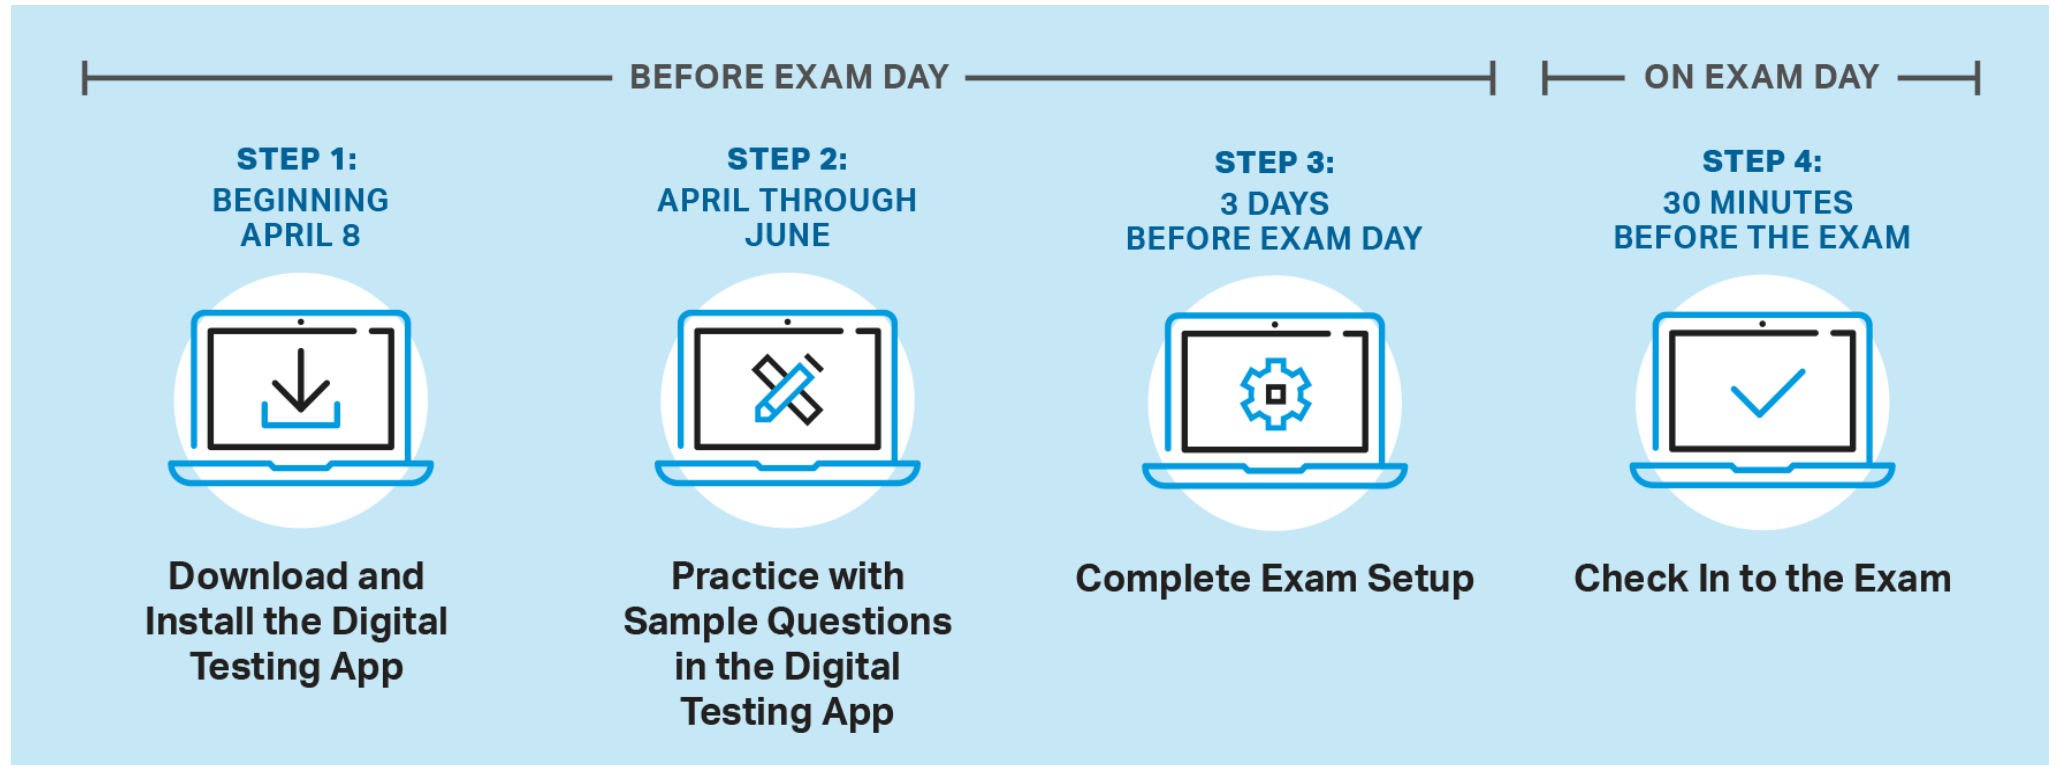 BEFORE EXAM DAY
ON EXAM DAY
STEP 1:
BEGINNING
APRIL 8
Download and
Install the Digital
Testing App
STEP 2:
APRIL THROUGH
JUNE
Practice with
Sample Questions
in the Digital
Testing App
STEP 3:
3 DAYS
BEFORE EXAM DAY
Complete Exam Setup
STEP 4:
30 MINUTES
BEFORE THE EXAM
Check In to the Exam